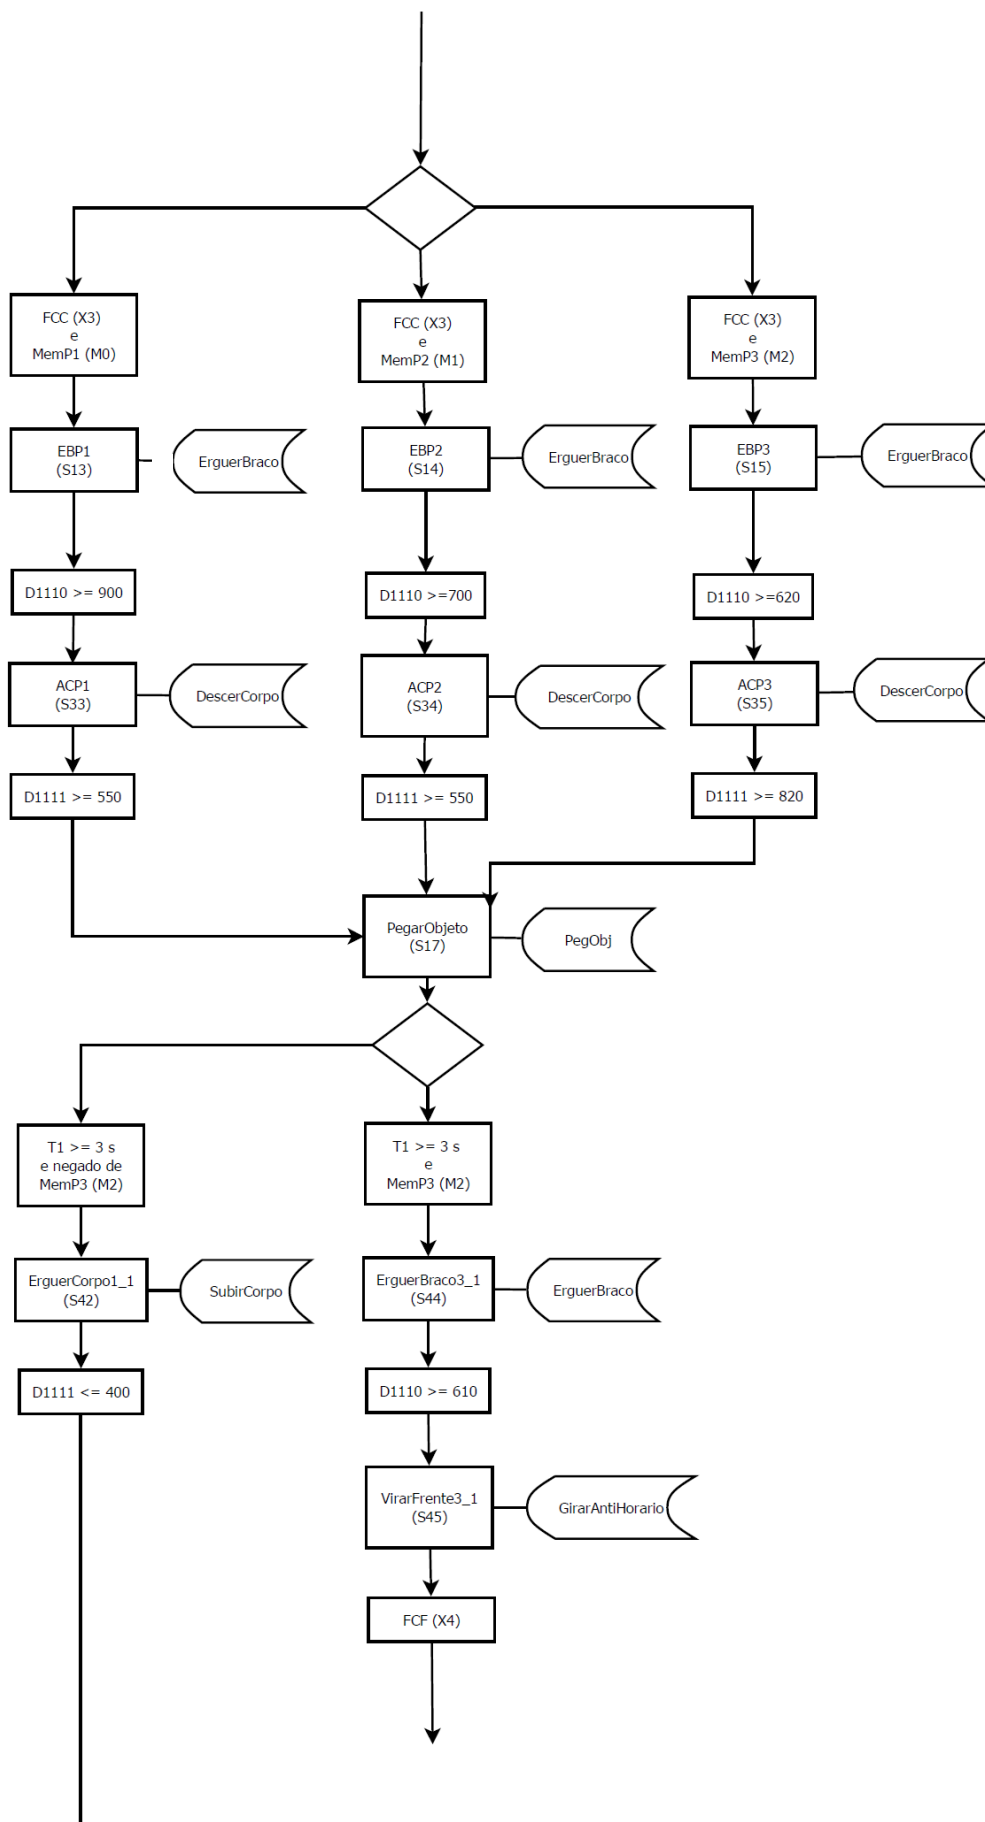 FCC (X3)
e
MemP1 (M0)
FCC (X3)
e
MemP2 (M1)
FCC (X3)
e
MemP3 (M2)
EBP1
(S13)
ErguerBraco
EBP2
(S14)
ErguerBraco
EBP3
(S15)
ErguerBraco
D1110 >= 900
D1110 >=700
D1110 >=620
ACP1
(S33)
DescerCorpo
ACP2
(S34)
DescerCorpo
ACP3
(S35)
DescerCorpo
D1111 >= 550
D1111 >= 550
D1111 >= 820
PegarObjeto
(S17)
PegObj
T1 >= 3 s
e negado de
MemP3 (M2)
T1 >= 3 s
e
MemP3 (M2)
ErguerCorpo1_1
(S42)
SubirCorpo
ErguerBraco3_1
(S44)
ErguerBraco
D1111 <= 400
D1110 >= 610
VirarFrente3_1
(S45)
GirarAntiHorario
FCF (X4)